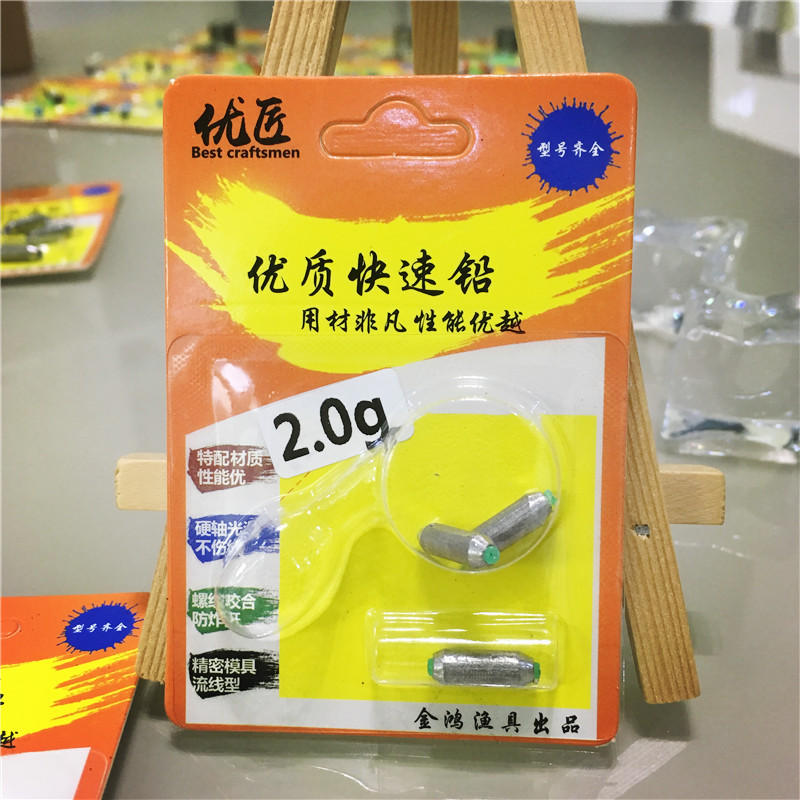 优匠
Best craftsmen
型号齐全
优质快速铅
用材非凡性能优越
2.0g
特配材质
性能优
硬轴光
不伤
螺纹咬合
防炸开
精密模具
流线型
金鸿渔具出品
型号齐全
越